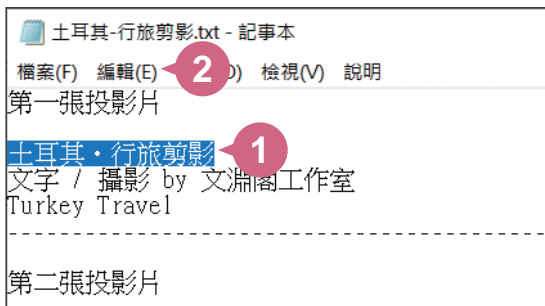 土耳其-行旅剪影.txt - 記事本
檔案(F) 編輯(E) 2 O) 檢視(V) 說明
第一張投影片
土耳其・行旅剪影 1
文字 / 攝影 by 文淵閣工作室
Turkey Travel
--------------------------------------------
第二張投影片